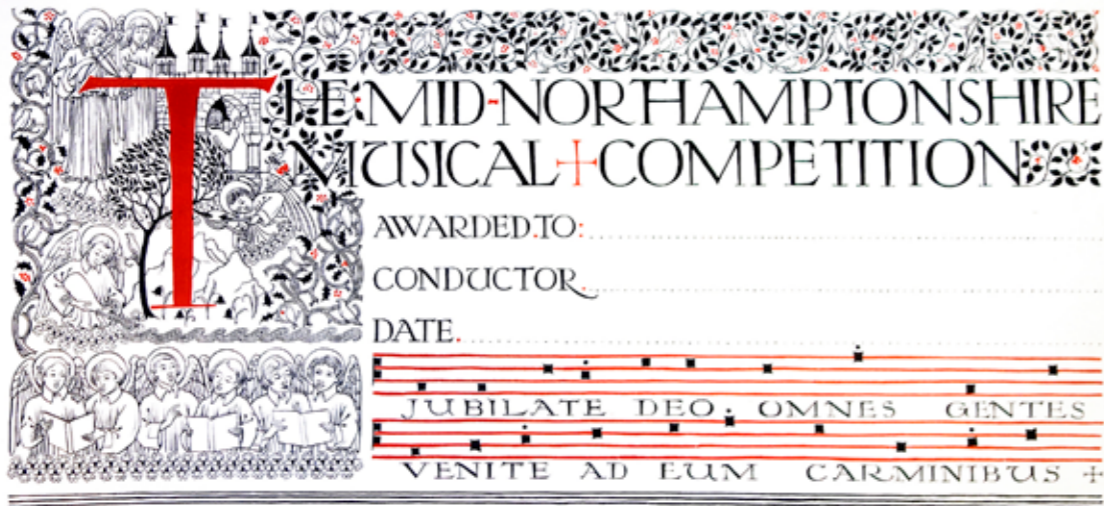 THE·MID-NORTHAMPTONSHIRE
MUSICAL+COMPETITION
AWARDED.TO:
CONDUCTOR.
DATE.
JUBILATE DEO. OMNES GENTES
VENITE AD EUM CARMINIBUS +